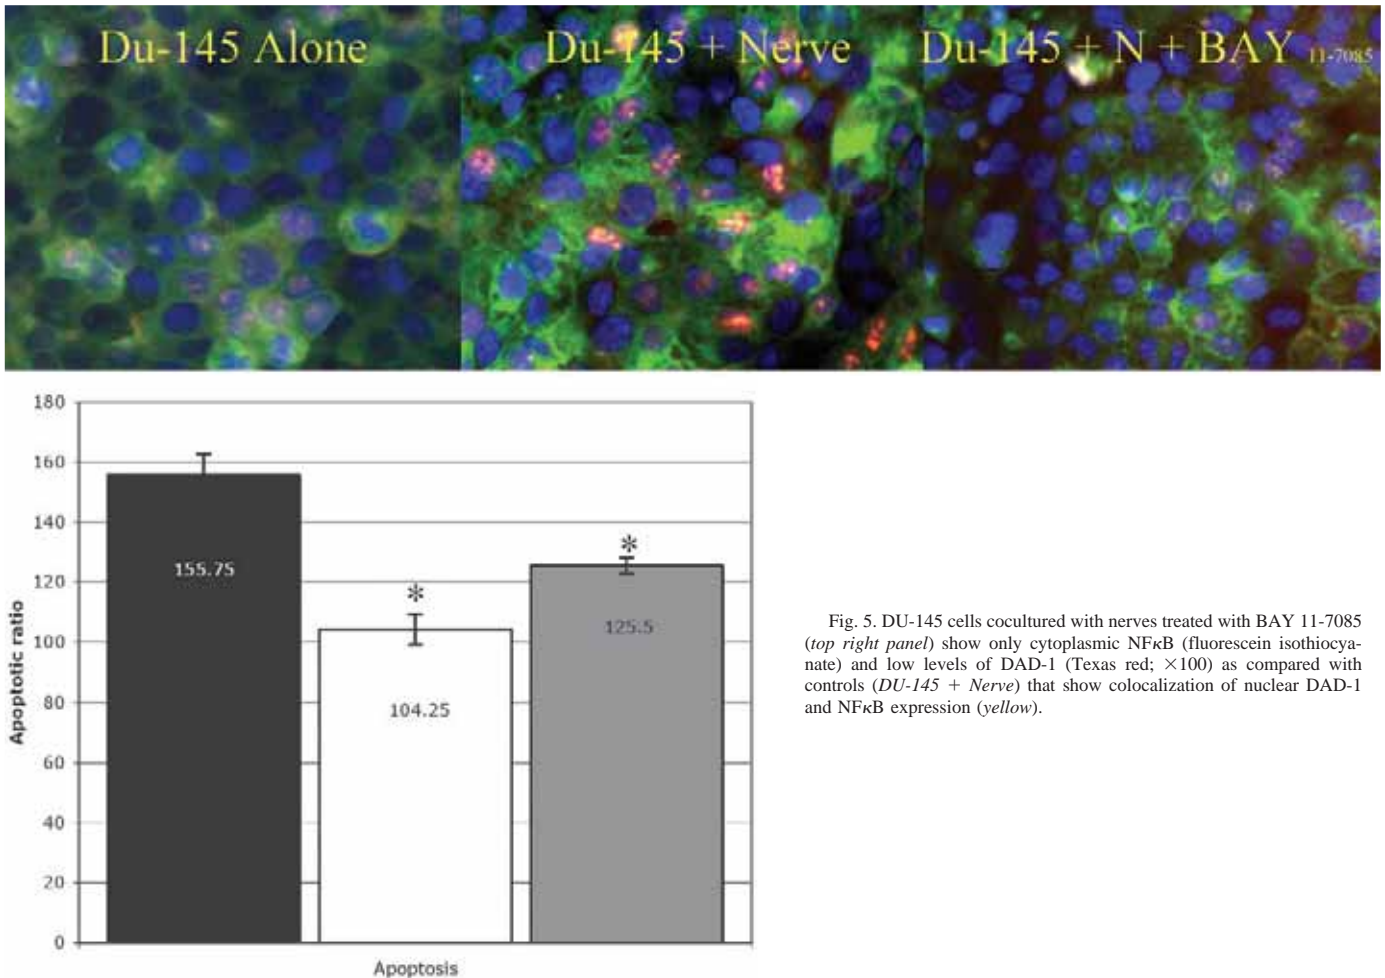 Du-145 Alone
Du-145 + Nerve
Du-145 + N + BAY 11-7085
180
160
140
120
100
80
60
40
20
0
Apoptotic ratio
155.75
*
104.25
*
125.5
Apoptosis
Fig. 5. DU-145 cells cocultured with nerves treated with BAY 11-7085
(top right panel) show only cytoplasmic NFκB (fluorescein isothiocya-
nate) and low levels of DAD-1 (Texas red; ×100) as compared with
controls (DU-145 + Nerve) that show colocalization of nuclear DAD-1
and NFκB expression (yellow).